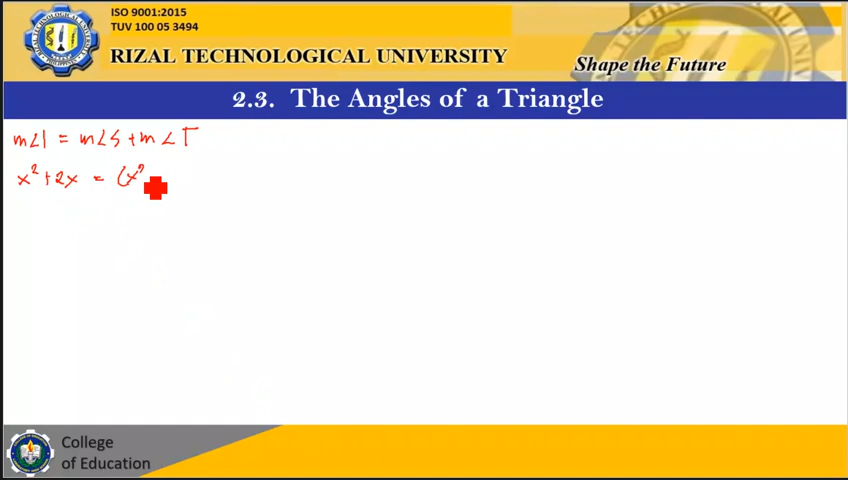 ISO 9001:2015
TUV 100 05 3494
RIZAL TECHNOLOGICAL UNIVERSITY
Shape the Future
2.3. The Angles of a Triangle
m∠1 = m∠S + m∠T
x² + 2x = (x²
College
of Education